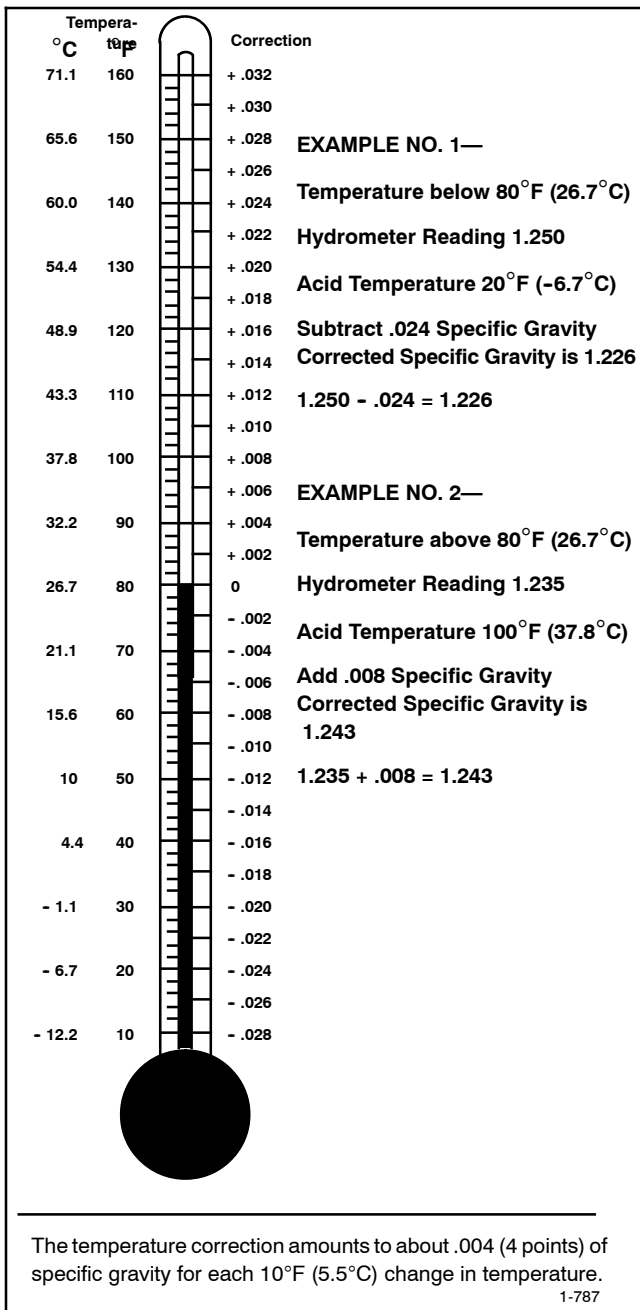 Tempera-
ture
°C °F Correction
71.1 160 + .032
+ .030
65.6 150 + .028
+ .026
60.0 140 + .024
+ .022
54.4 130 + .020
+ .018
48.9 120 + .016
+ .014
43.3 110 + .012
+ .010
37.8 100 + .008
+ .006
32.2 90 + .004
+ .002
26.7 80 0
- .002
21.1 70 - .004
-. 006
15.6 60 - .008
- .010
10 50 - .012
- .014
4.4 40 - .016
- .018
- 1.1 30 - .020
- .022
- 6.7 20 - .024
- .026
- 12.2 10 - .028
EXAMPLE NO. 1—
Temperature below 80°F (26.7°C)
Hydrometer Reading 1.250
Acid Temperature 20°F (-6.7°C)
Subtract .024 Specific Gravity
Corrected Specific Gravity is 1.226
1.250 - .024 = 1.226
EXAMPLE NO. 2—
Temperature above 80°F (26.7°C)
Hydrometer Reading 1.235
Acid Temperature 100°F (37.8°C)
Add .008 Specific Gravity
Corrected Specific Gravity is
1.243
1.235 + .008 = 1.243
The temperature correction amounts to about .004 (4 points) of
specific gravity for each 10°F (5.5°C) change in temperature.
1-787